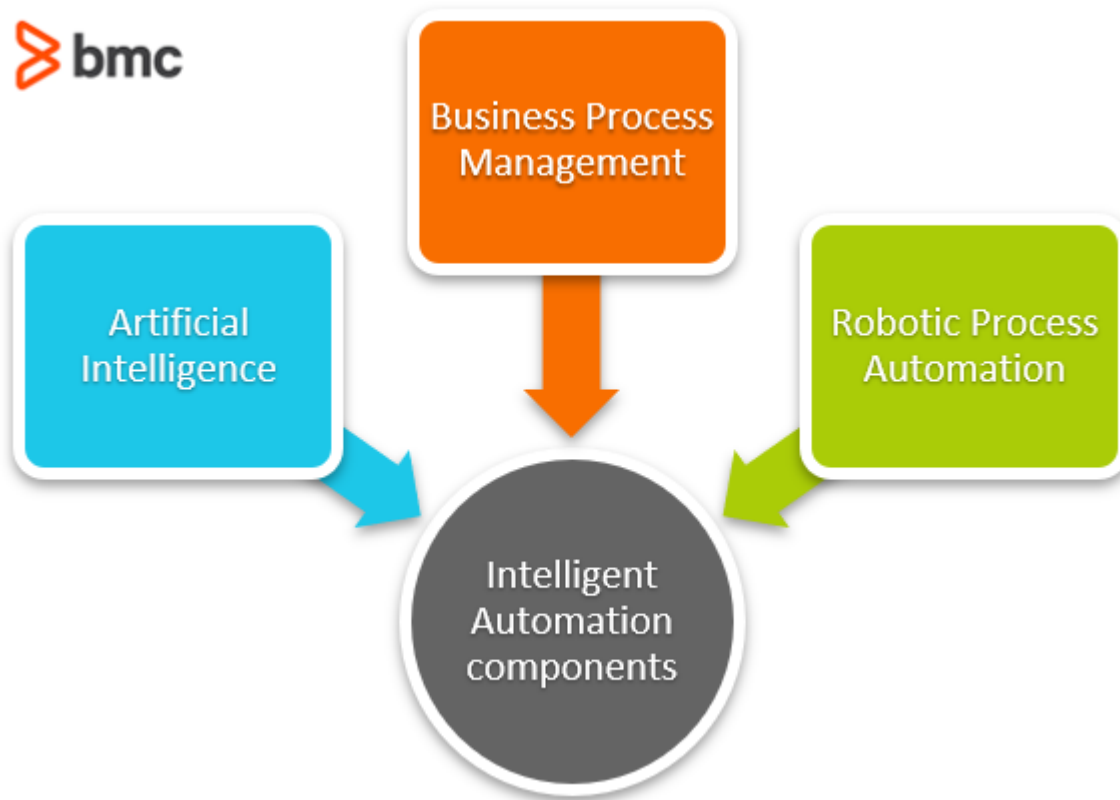 bmc
Business Process
Management
Artificial
Intelligence
Robotic Process
Automation
Intelligent
Automation
components